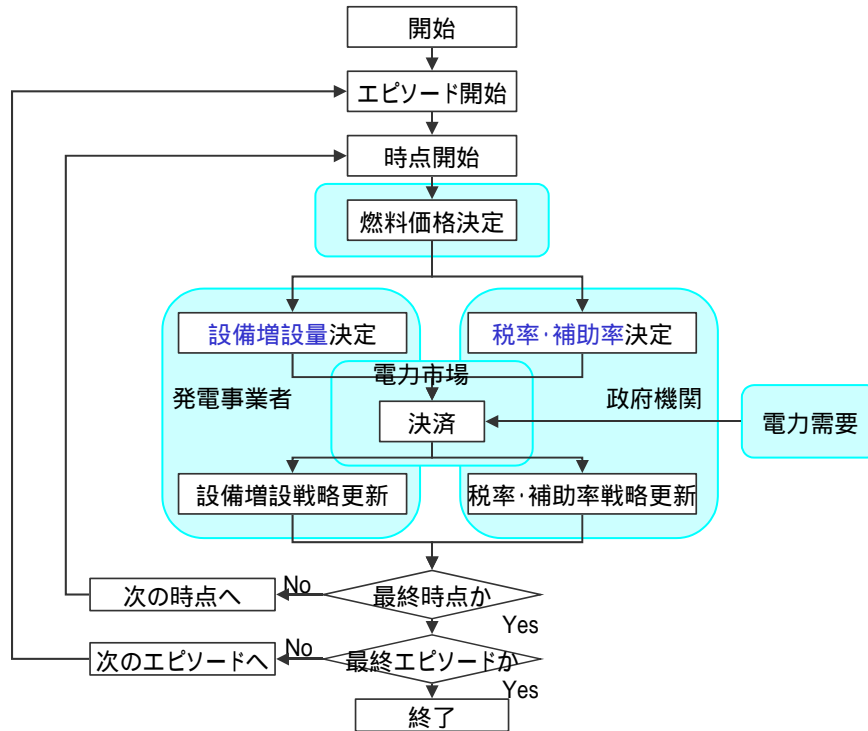 開始
エピソード開始
時点開始
燃料価格決定
設備増設量決定
税率･補助率決定
電力市場
発電事業者
政府機関
決済
電力需要
設備増設戦略更新
税率･補助率戦略更新
次の時点へ
No
最終時点か
Yes
次のエピソードへ
No
最終エピソードか
Yes
終了